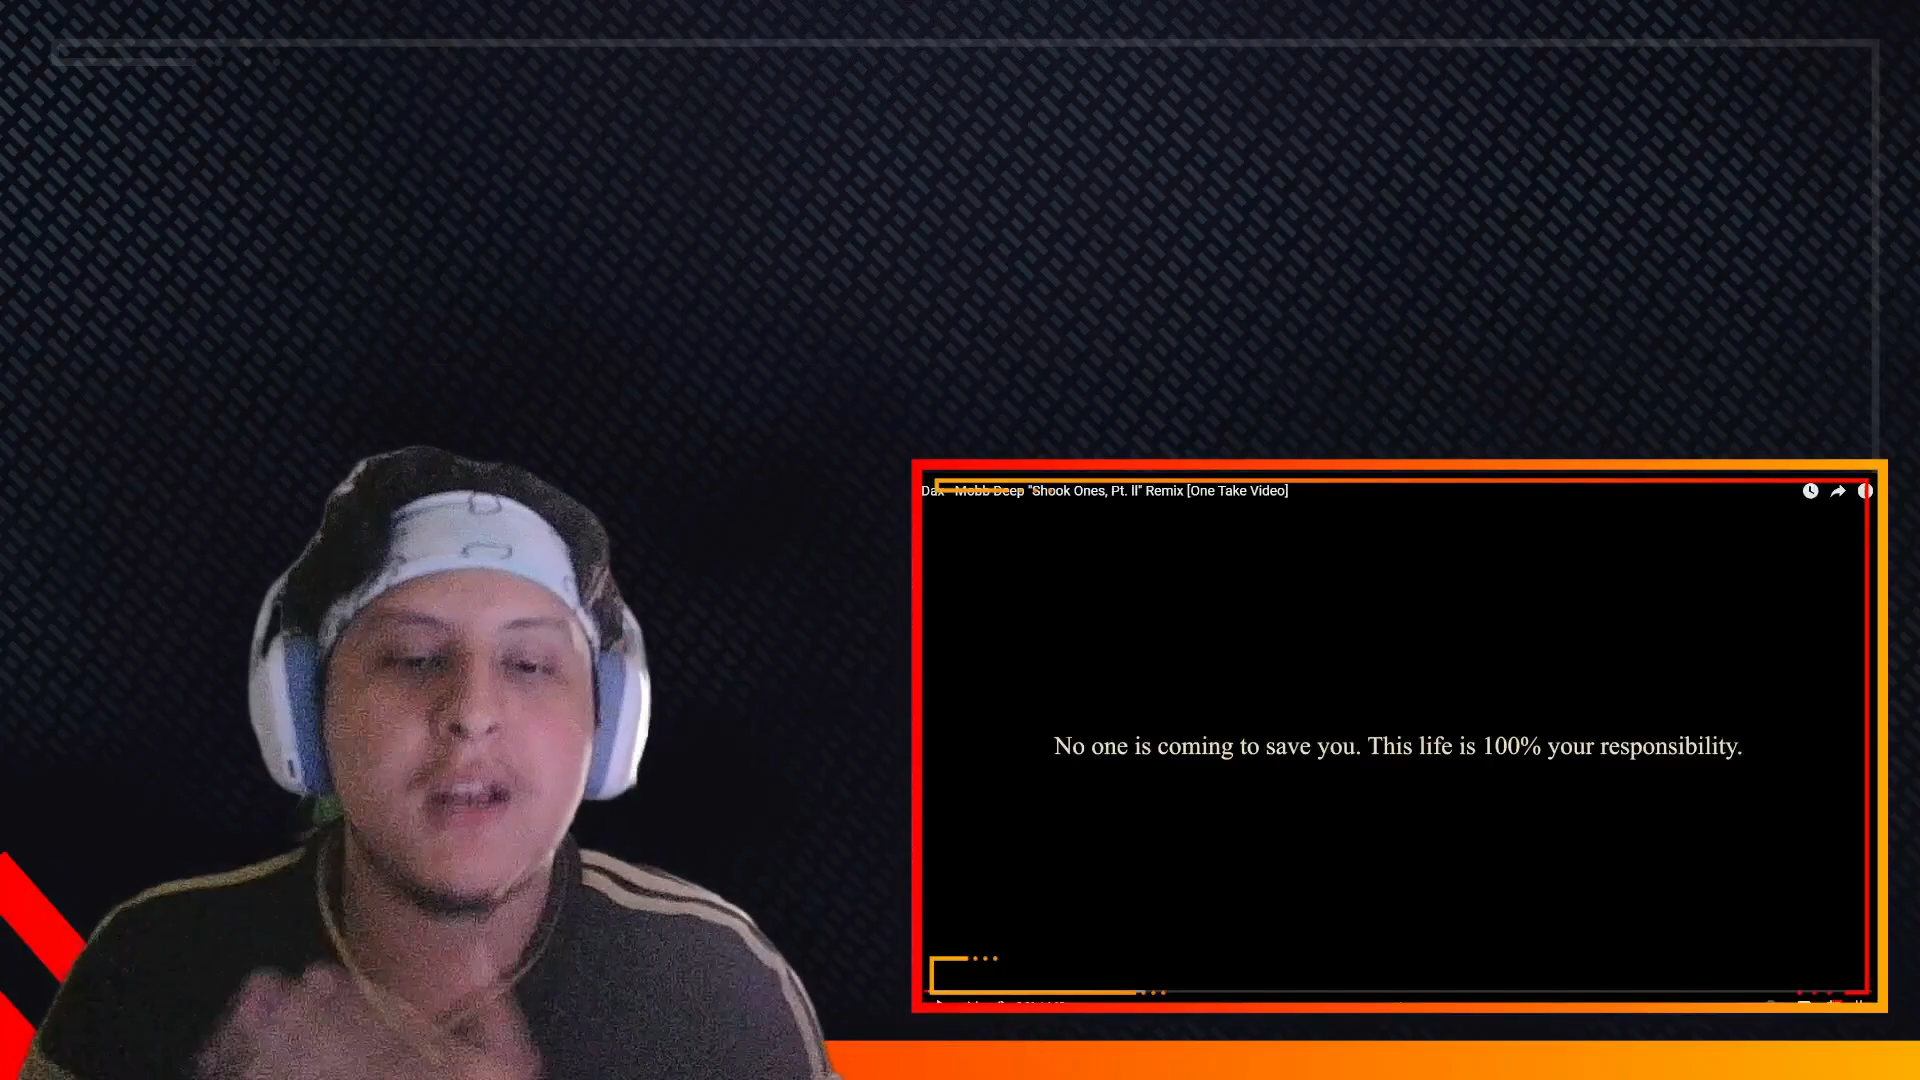 Dax - Mobb Deep "Shook Ones, Pt. ll" Remix [One Take Video]
No one is coming to save you. This life is 100% your responsibility.